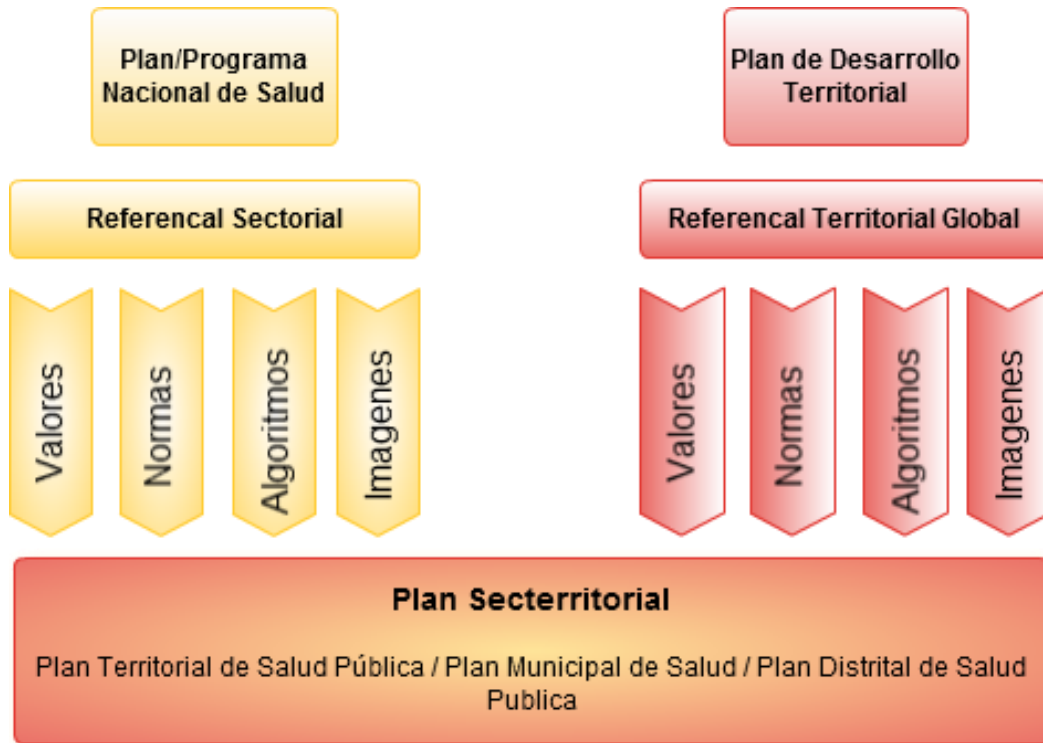 Plan/Programa
Nacional de Salud
Plan de Desarrollo
Territorial
Referencal Sectorial
Referencal Territorial Global
Valores
Normas
Algoritmos
Imagenes
Valores
Normas
Algoritmos
Imagenes
Plan Secterritorial
Plan Territorial de Salud Pública / Plan Municipal de Salud / Plan Distrital de Salud
Publica